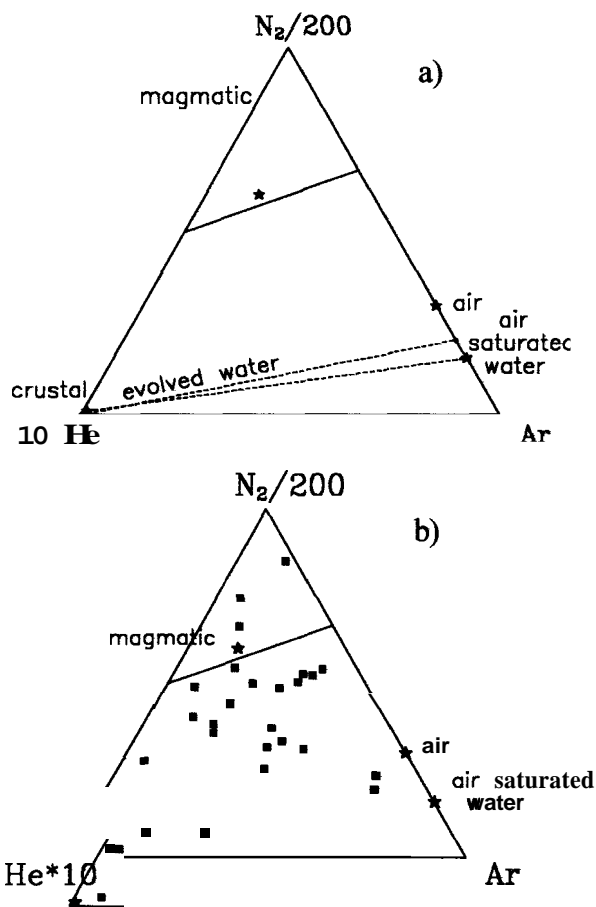 N₂/200
a)
magmatic
air
air
saturated
water
crustal
evolved water
10 He
Ar
N₂/200
b)
magmatic
air
air saturated
water
He*10
Ar